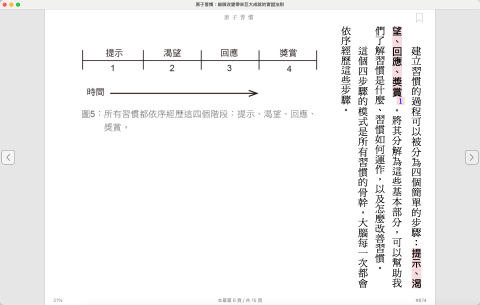 原子習慣：細微改變帶來巨大成就的實證法則
原子習慣
建立習慣的過程可以被分為四個簡單的步驟：提示、渴
望、回應、獎賞1。將其分解為這些基本部分，可以幫助我
們了解習慣是什麼、習慣如何運作，以及怎麼改善習慣。
這個四步驟的模式是所有習慣的骨幹，大腦每一次都會
依序經歷這些步驟。
提示 渴望 回應 獎賞
1 2 3 4
時間
圖5：所有習慣都依序經歷這四個階段：提示、渴望、回應、
獎賞。